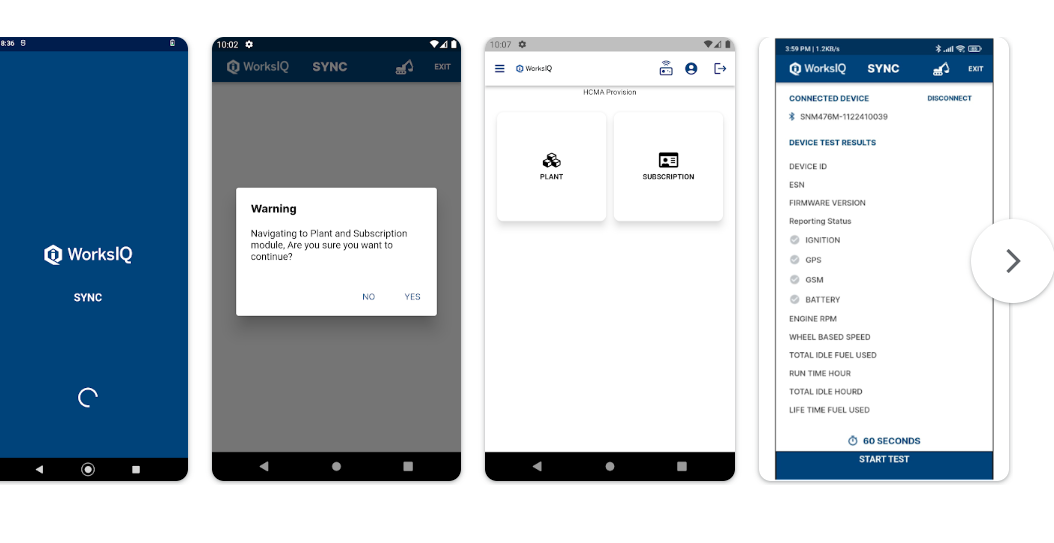 8:36
WorksIQ
SYNC
10:02
WorksIQ SYNC EXIT
Warning
Navigating to Plant and Subscription
module, Are you sure you want to
continue?
NO YES
10:07
WorksIQ
HCMA Provision
PLANT SUBSCRIPTION
3:59 PM | 1.2KB/s
WorksIQ SYNC EXIT
CONNECTED DEVICE DISCONNECT
SNM476M-1122410039
DEVICE TEST RESULTS
DEVICE ID
ESN
FIRMWARE VERSION
Reporting Status
IGNITION
GPS
GSM
BATTERY
ENGINE RPM
WHEEL BASED SPEED
TOTAL IDLE FUEL USED
RUN TIME HOUR
TOTAL IDLE HOURD
LIFE TIME FUEL USED
60 SECONDS
START TEST